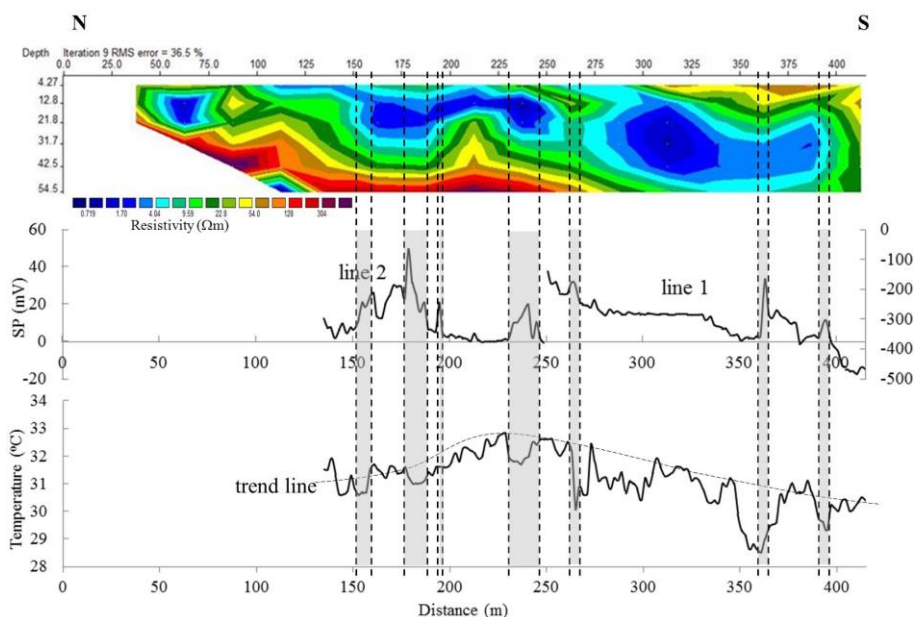 N S
Depth Iteration 9 RMS error = 36.5 %
0.0 25.0 50.0 75.0 100 125 150 175 200 225 250 275 300 325 350 375 400
4.27
12.8
21.8
31.7
42.5
54.5
0.719 1.70 4.04 9.59 22.8 54.0 128 304
Resistivity (Ωm)
60 0
40 -100
20 -200
0 -300
-20 -400
-500
SP (mV)
line 2
line 1
0 50 100 150 200 250 300 350 400
34
33
32
31
30
29
28
Temperature (ºC)
trend line
0 50 100 150 200 250 300 350 400
Distance (m)